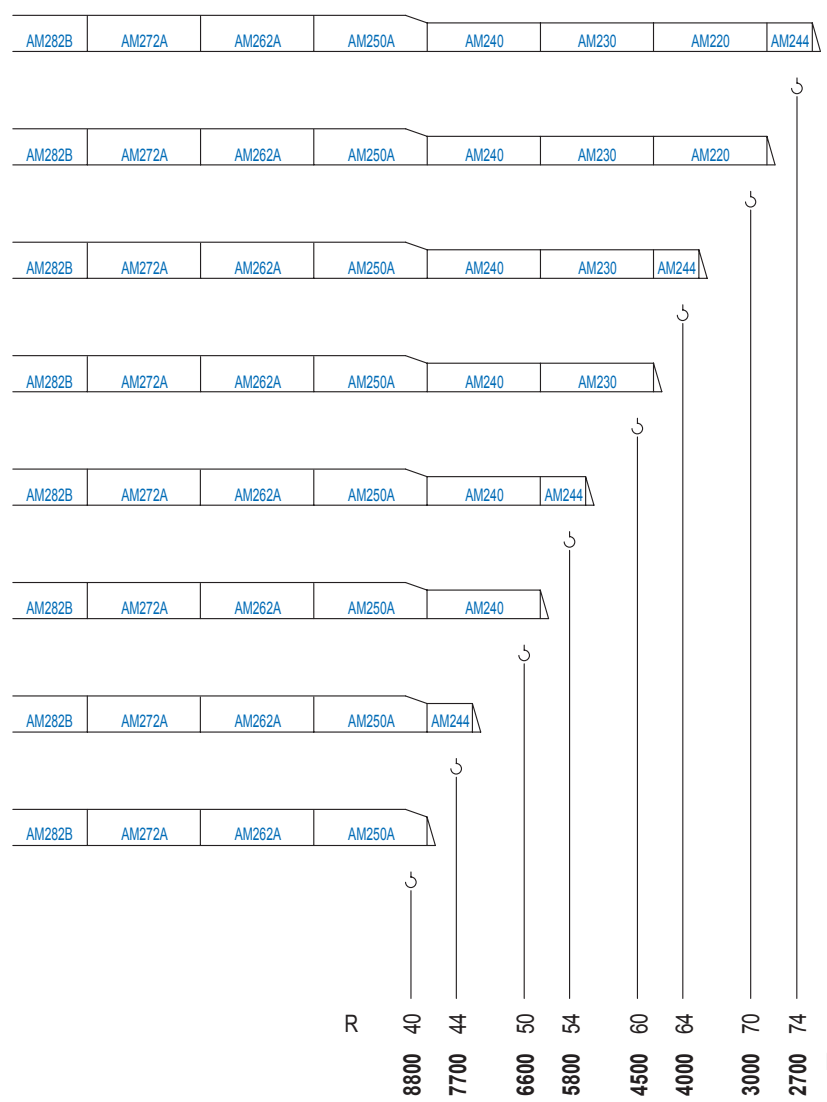 AM282B AM272A AM262A AM250A AM240 AM230 AM220 AM244
AM282B AM272A AM262A AM250A AM240 AM230 AM220
AM282B AM272A AM262A AM250A AM240 AM230 AM244
AM282B AM272A AM262A AM250A AM240 AM230
AM282B AM272A AM262A AM250A AM240 AM244
AM282B AM272A AM262A AM250A AM240
AM282B AM272A AM262A AM250A AM244
AM282B AM272A AM262A AM250A
R 40 44 50 54 60 64 70 74
8800 7700 6600 5800 4500 4000 3000 2700